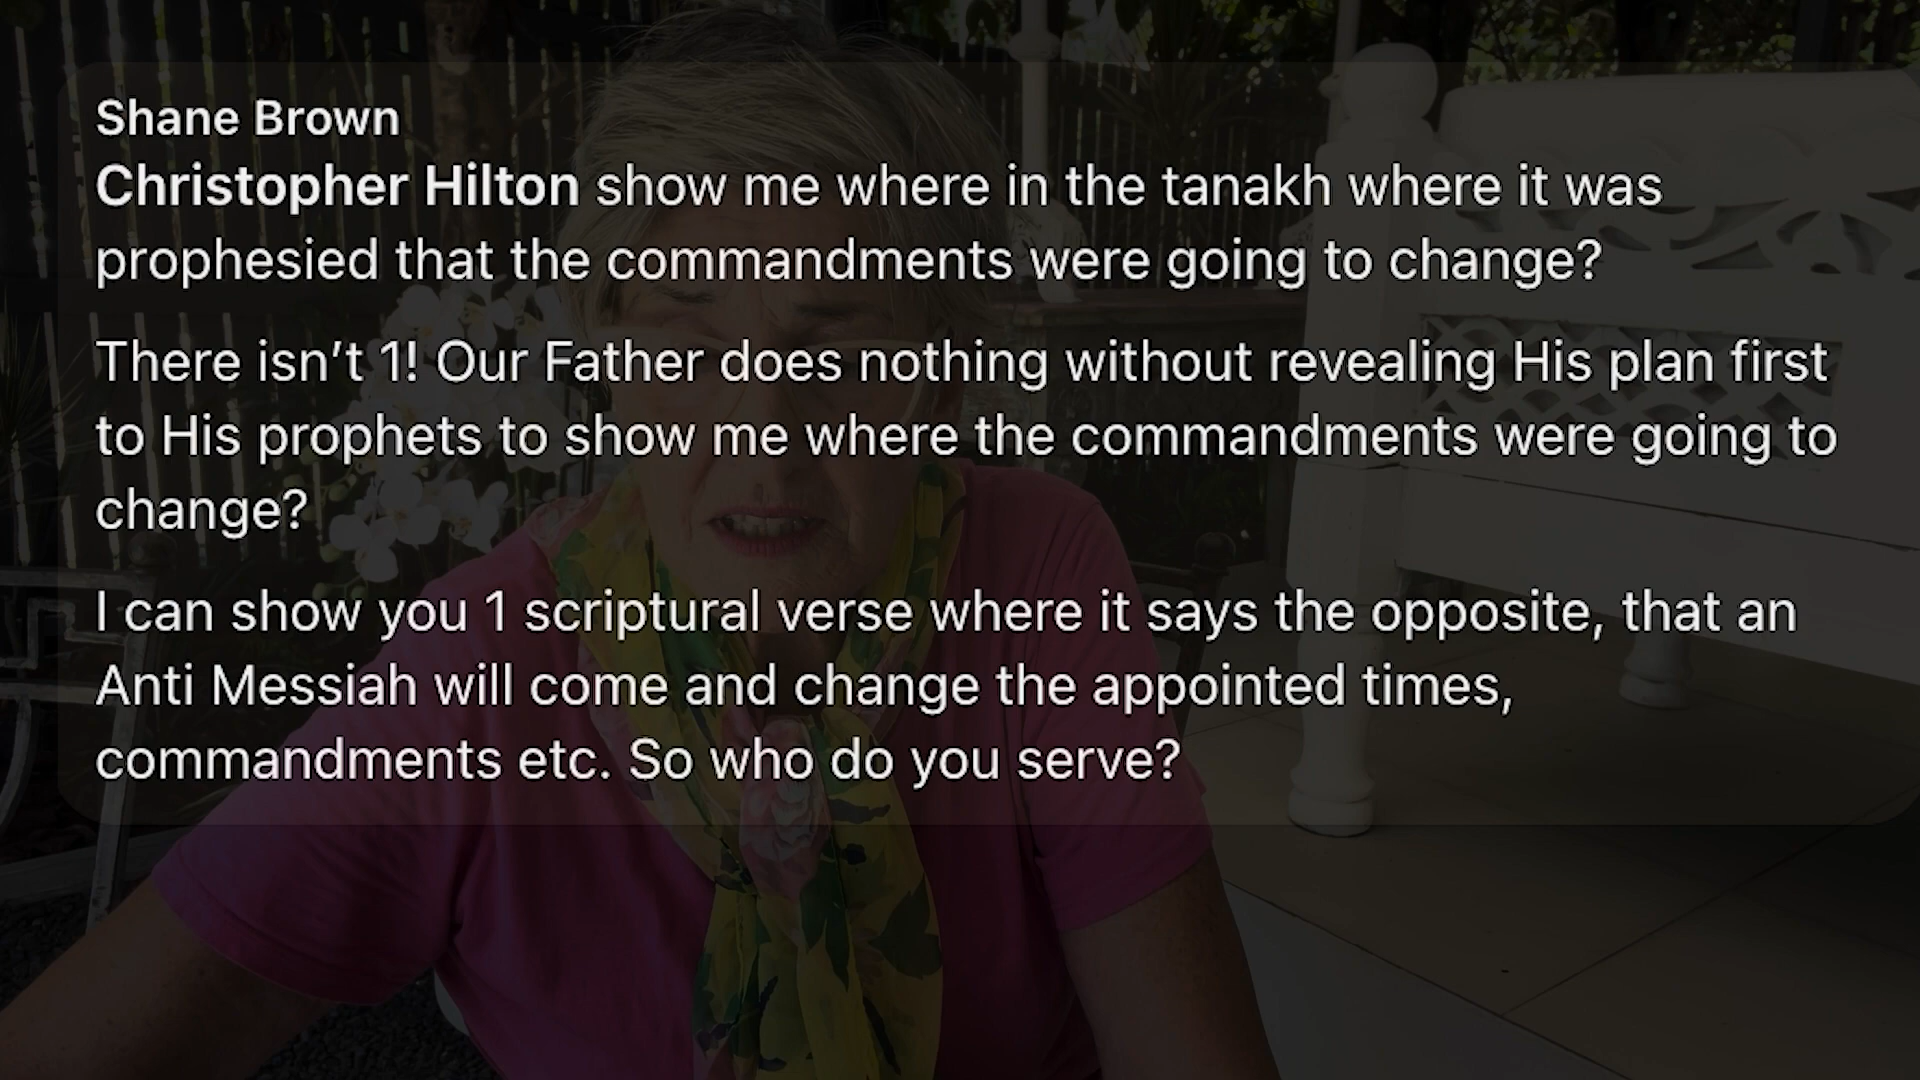 Shane Brown
Christopher Hilton show me where in the tanakh where it was
prophesied that the commandments were going to change?
There isn’t 1! Our Father does nothing without revealing His plan first
to His prophets to show me where the commandments were going to
change?
I can show you 1 scriptural verse where it says the opposite, that an
Anti Messiah will come and change the appointed times,
commandments etc. So who do you serve?